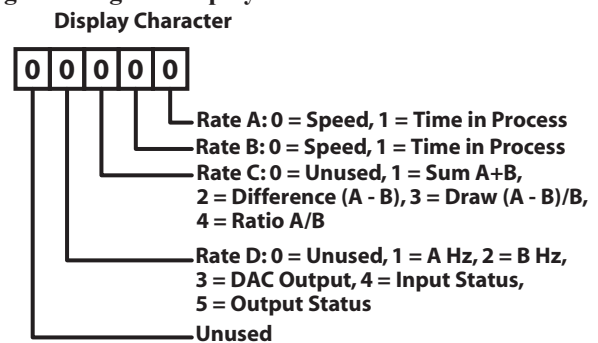 Display Character
0 0 0 0 0
Rate A: 0 = Speed, 1 = Time in Process
Rate B: 0 = Speed, 1 = Time in Process
Rate C: 0 = Unused, 1 = Sum A+B,
2 = Difference (A - B), 3 = Draw (A - B)/B,
4 = Ratio A/B
Rate D: 0 = Unused, 1 = A Hz, 2 = B Hz,
3 = DAC Output, 4 = Input Status,
5 = Output Status
Unused